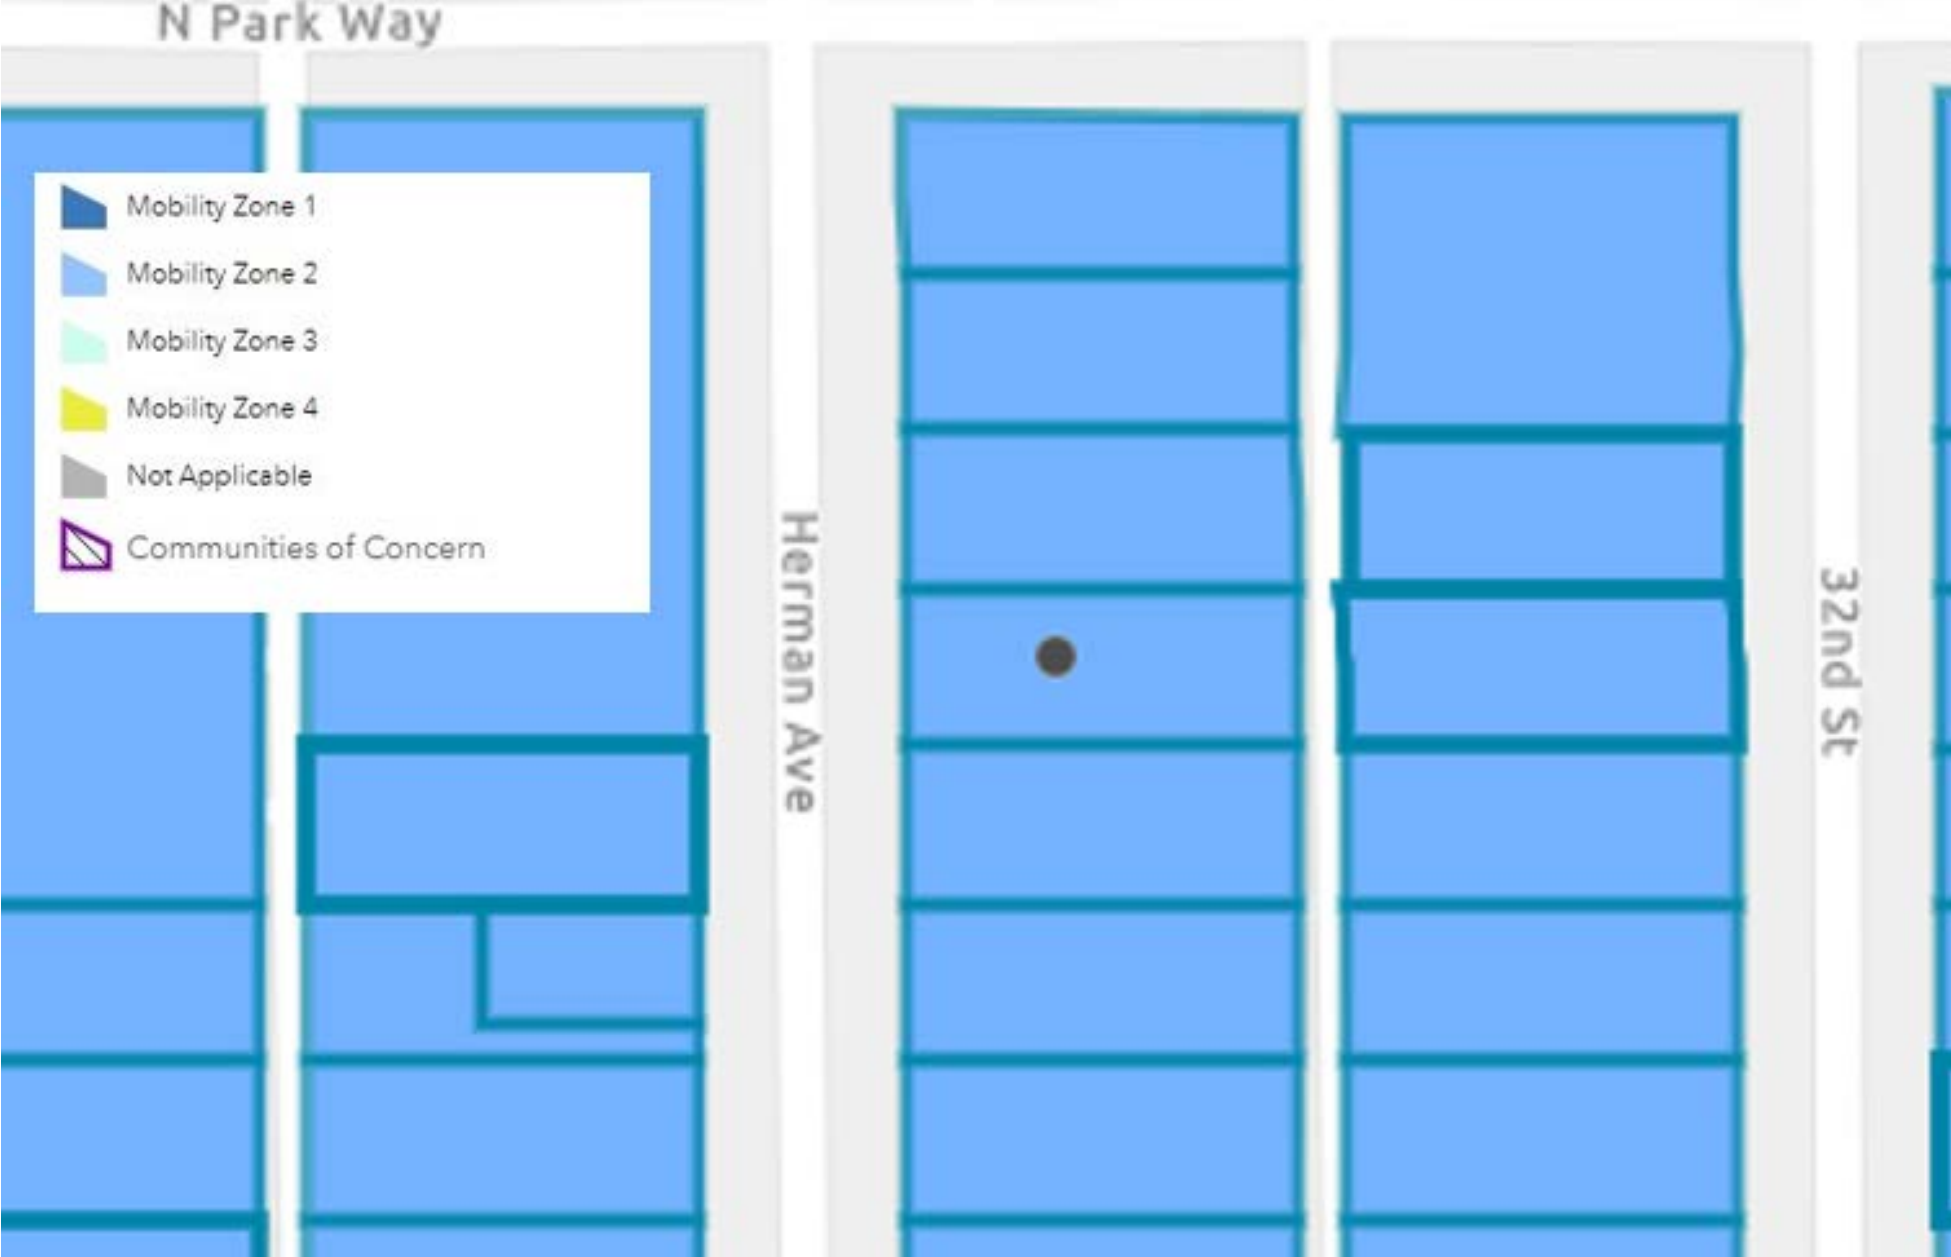 N Park Way
Mobility Zone 1
Mobility Zone 2
Mobility Zone 3
Mobility Zone 4
Not Applicable
Communities of Concern
Herman Ave
32nd St